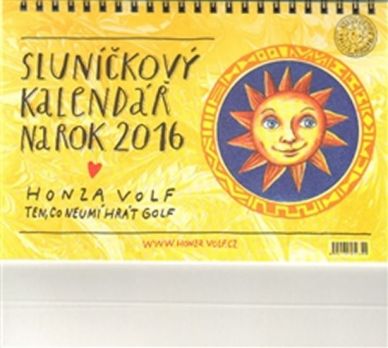 SLUNÍČKOVÝ
KALENDÁŘ
NA ROK 2016
HONZA VOLF
TEN, CO NEUMÍ HRÁT GOLF
WWW.HONZAVOLF.CZ